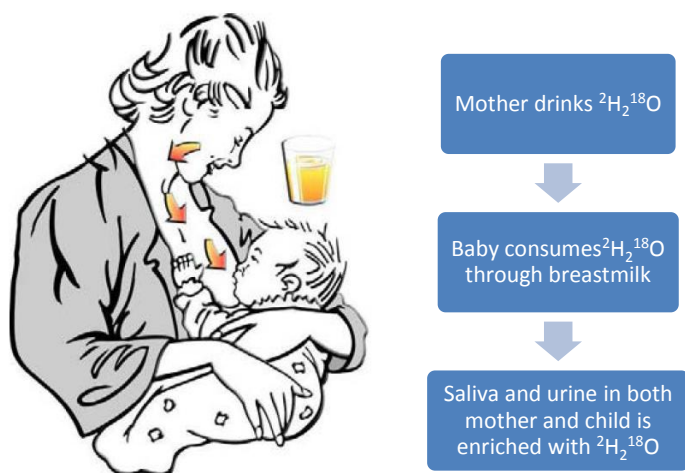 Mother drinks ²H₂¹⁸O
Baby consumes²H₂¹⁸O
through breastmilk
Saliva and urine in both
mother and child is
enriched with ²H₂¹⁸O